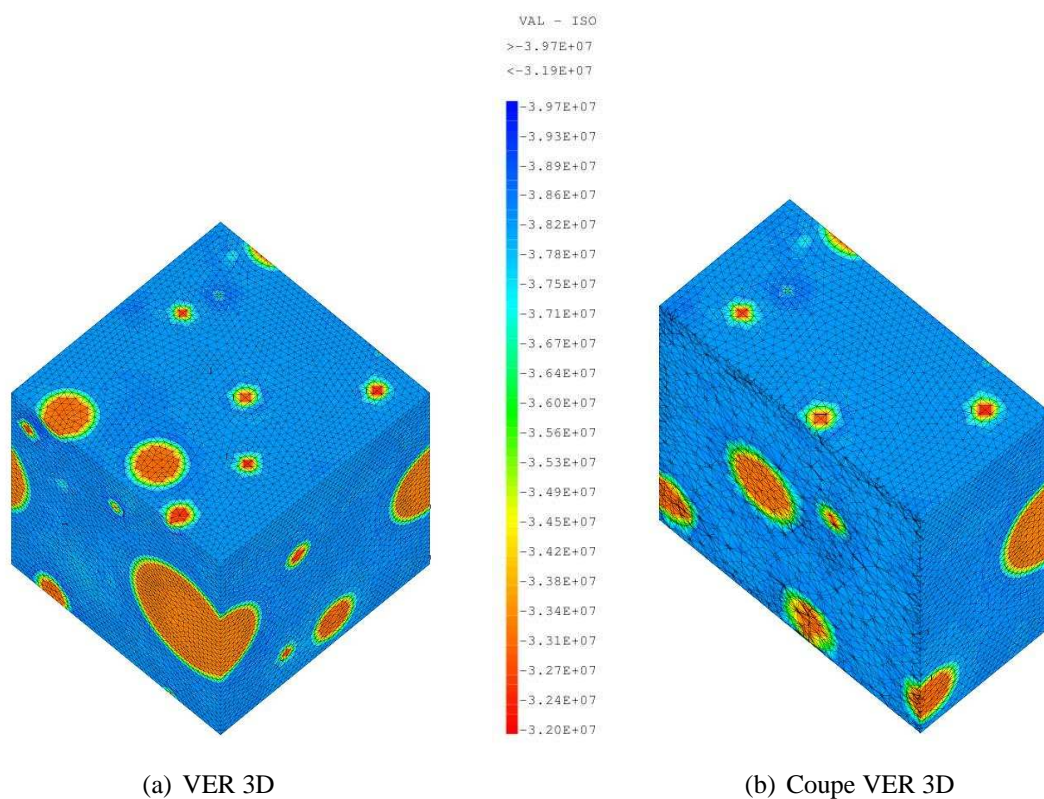 VAL - ISO
>-3.97E+07
<-3.19E+07
-3.97E+07
-3.93E+07
-3.89E+07
-3.86E+07
-3.82E+07
-3.78E+07
-3.75E+07
-3.71E+07
-3.67E+07
-3.64E+07
-3.60E+07
-3.56E+07
-3.53E+07
-3.49E+07
-3.45E+07
-3.42E+07
-3.38E+07
-3.34E+07
-3.31E+07
-3.27E+07
-3.24E+07
-3.20E+07
(a) VER 3D
(b) Coupe VER 3D